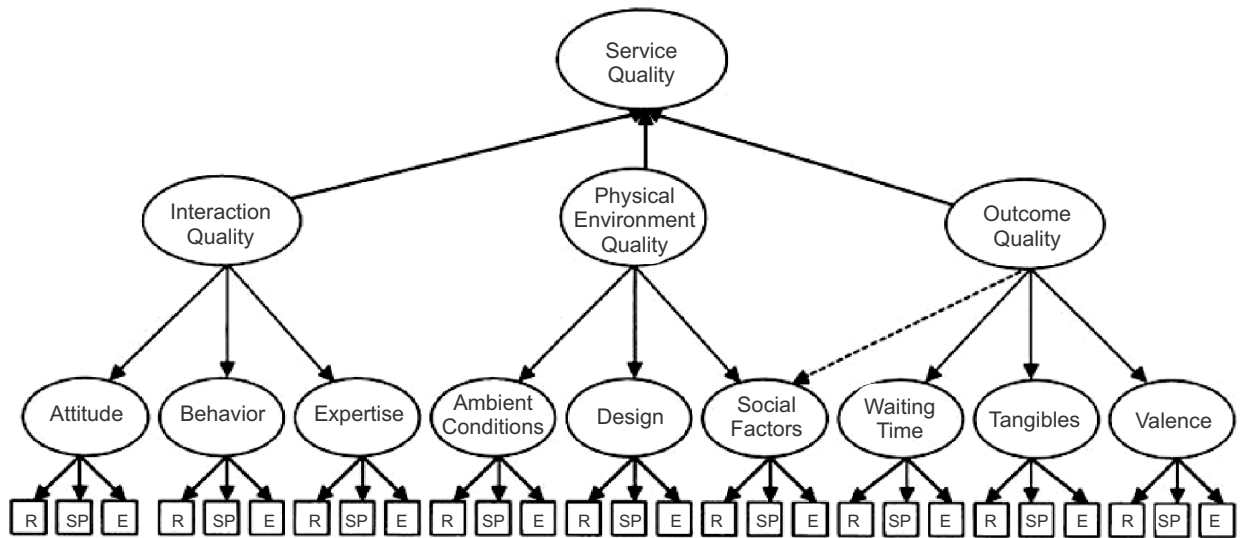 Service
Quality
Interaction
Quality
Physical
Environment
Quality
Outcome
Quality
Attitude
Behavior
Expertise
Ambient
Conditions
Design
Social
Factors
Waiting
Time
Tangibles
Valence
R SP E R SP E R SP E R SP E R SP E R SP E R SP E R SP E R SP E